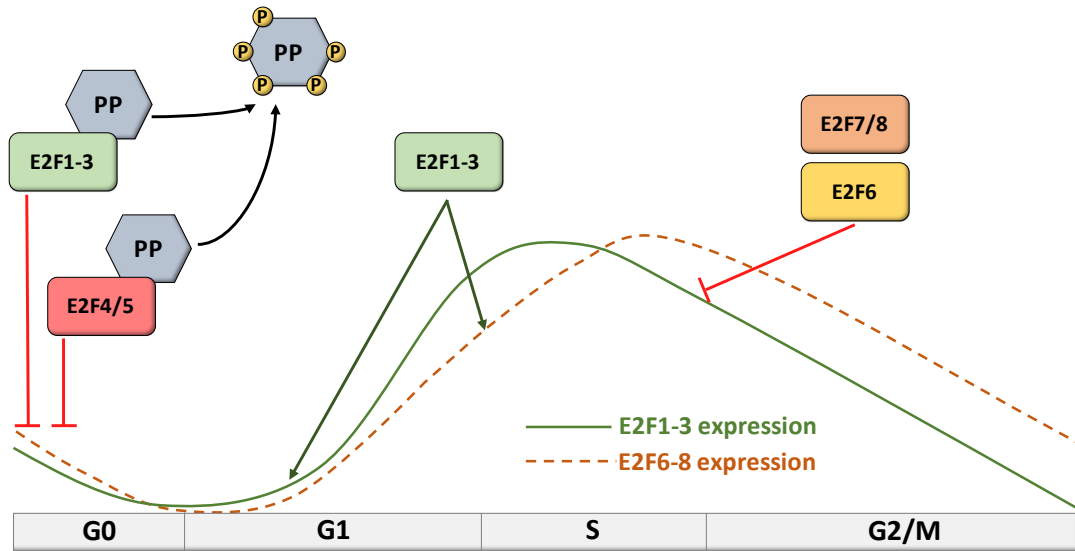 P
P
P
P
P
PP
PP
E2F1-3
PP
E2F4/5
E2F1-3
E2F7/8
E2F6
E2F1-3 expression
E2F6-8 expression
G0
G1
S
G2/M